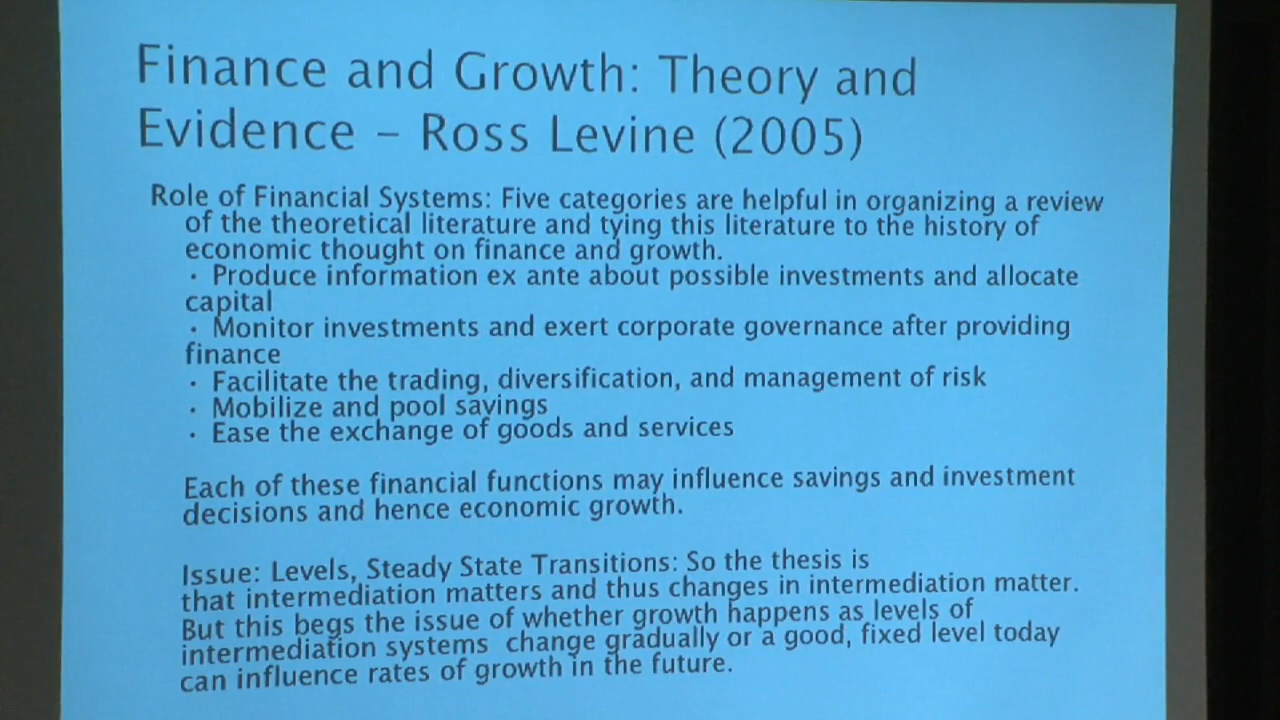 Finance and Growth: Theory and
Evidence – Ross Levine (2005)
Role of Financial Systems: Five categories are helpful in organizing a review
of the theoretical literature and tying this literature to the history of
economic thought on finance and growth.
• Produce information ex ante about possible investments and allocate
capital
• Monitor investments and exert corporate governance after providing
finance
• Facilitate the trading, diversification, and management of risk
• Mobilize and pool savings
• Ease the exchange of goods and services
Each of these financial functions may influence savings and investment
decisions and hence economic growth.
Issue: Levels, Steady State Transitions: So the thesis is
that intermediation matters and thus changes in intermediation matter.
But this begs the issue of whether growth happens as levels of
intermediation systems change gradually or a good, fixed level today
can influence rates of growth in the future.